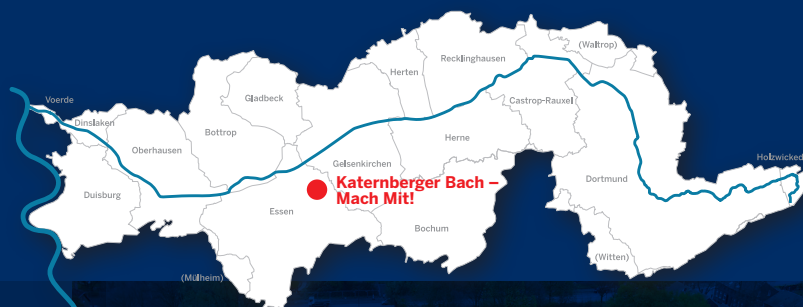 (Waltrop)
Recklinghausen
Herten
Voerde
Gladbeck
Castrop-Rauxel
Dinslaken
Bottrop
Oberhausen
Herne
Holzwickede
Gelsenkirchen
Katernberger Bach –
Mach Mit!
Dortmund
Duisburg
Essen
Bochum
(Witten)
(Mülheim)